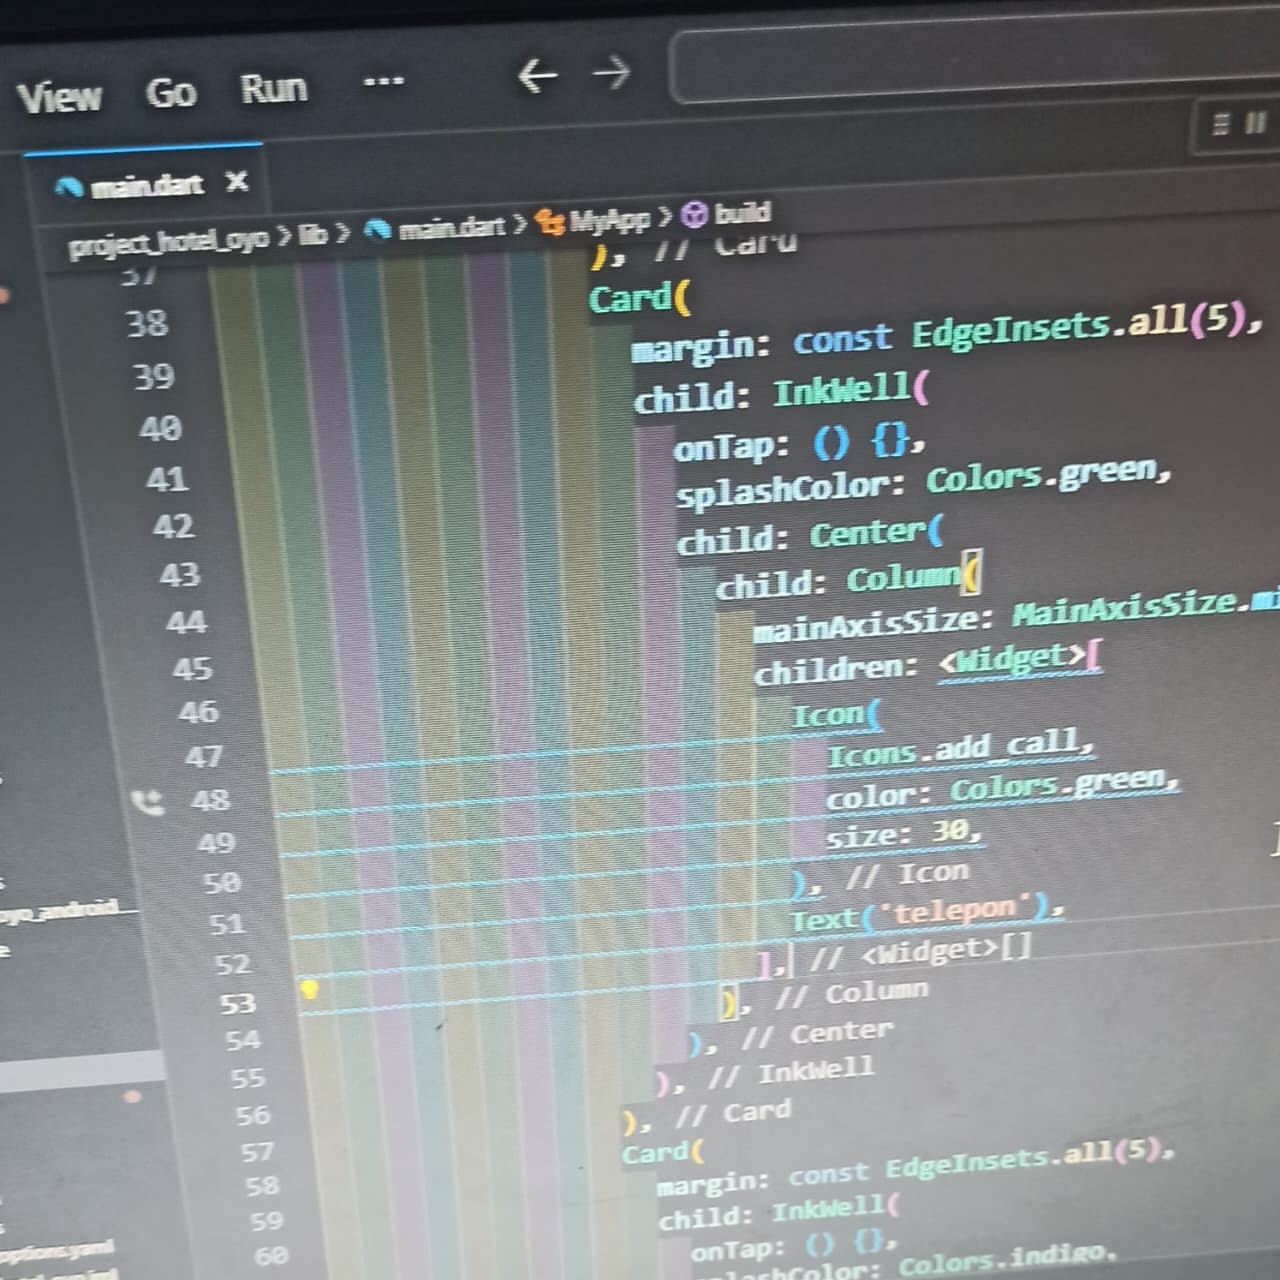 View Go Run ...
main.dart
project_hotel_oyo > lib > main.dart > MyApp > build
37 ), // Card
38 Card(
39 margin: const EdgeInsets.all(5),
40 child: InkWell(
41 onTap: () {},
42 splashColor: Colors.green,
43 child: Center(
44 child: Column(
45 mainAxisSize: MainAxisSize.mi
46 children: <Widget>[
47 Icon(
48 Icons.add_call,
49 color: Colors.green,
50 size: 30,
51 ), // Icon
52 Text('telepon'),
53 ], // <Widget>[]
54 ), // Column
55 ), // Center
56 ), // InkWell
57 ), // Card
58 Card(
59 margin: const EdgeInsets.all(5),
60 child: InkWell(
onTap: () {},
Colors.indigo,
oyo_android
options.yaml